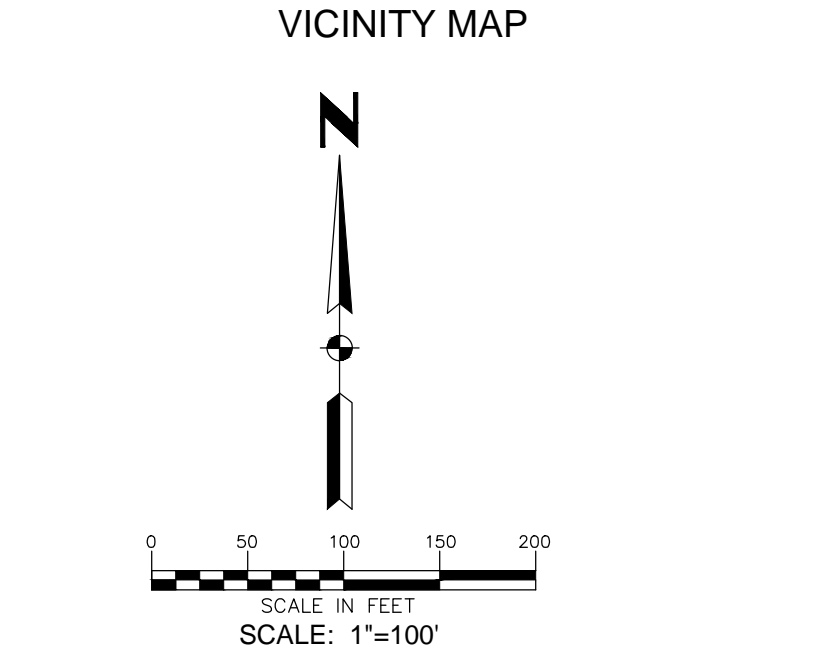 VICINITY MAP
N
0 50 100 150 200
SCALE IN FEET
SCALE: 1"=100'